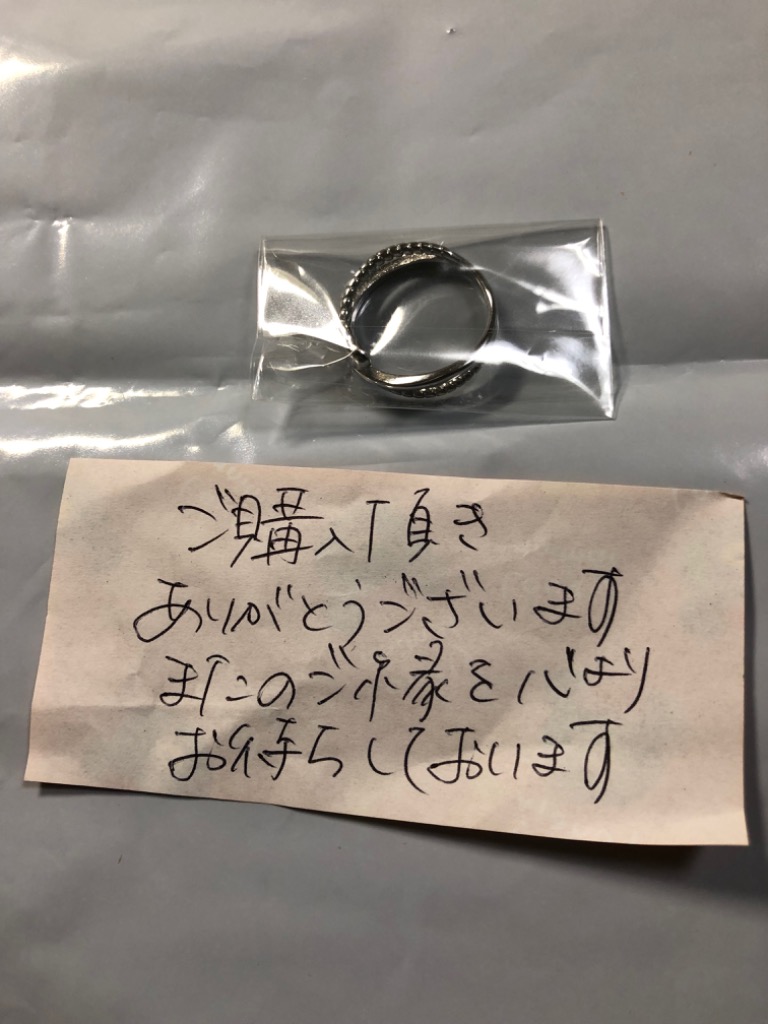 ご購入頂き
ありがとうございます
またのご縁を心より
お待ちしております